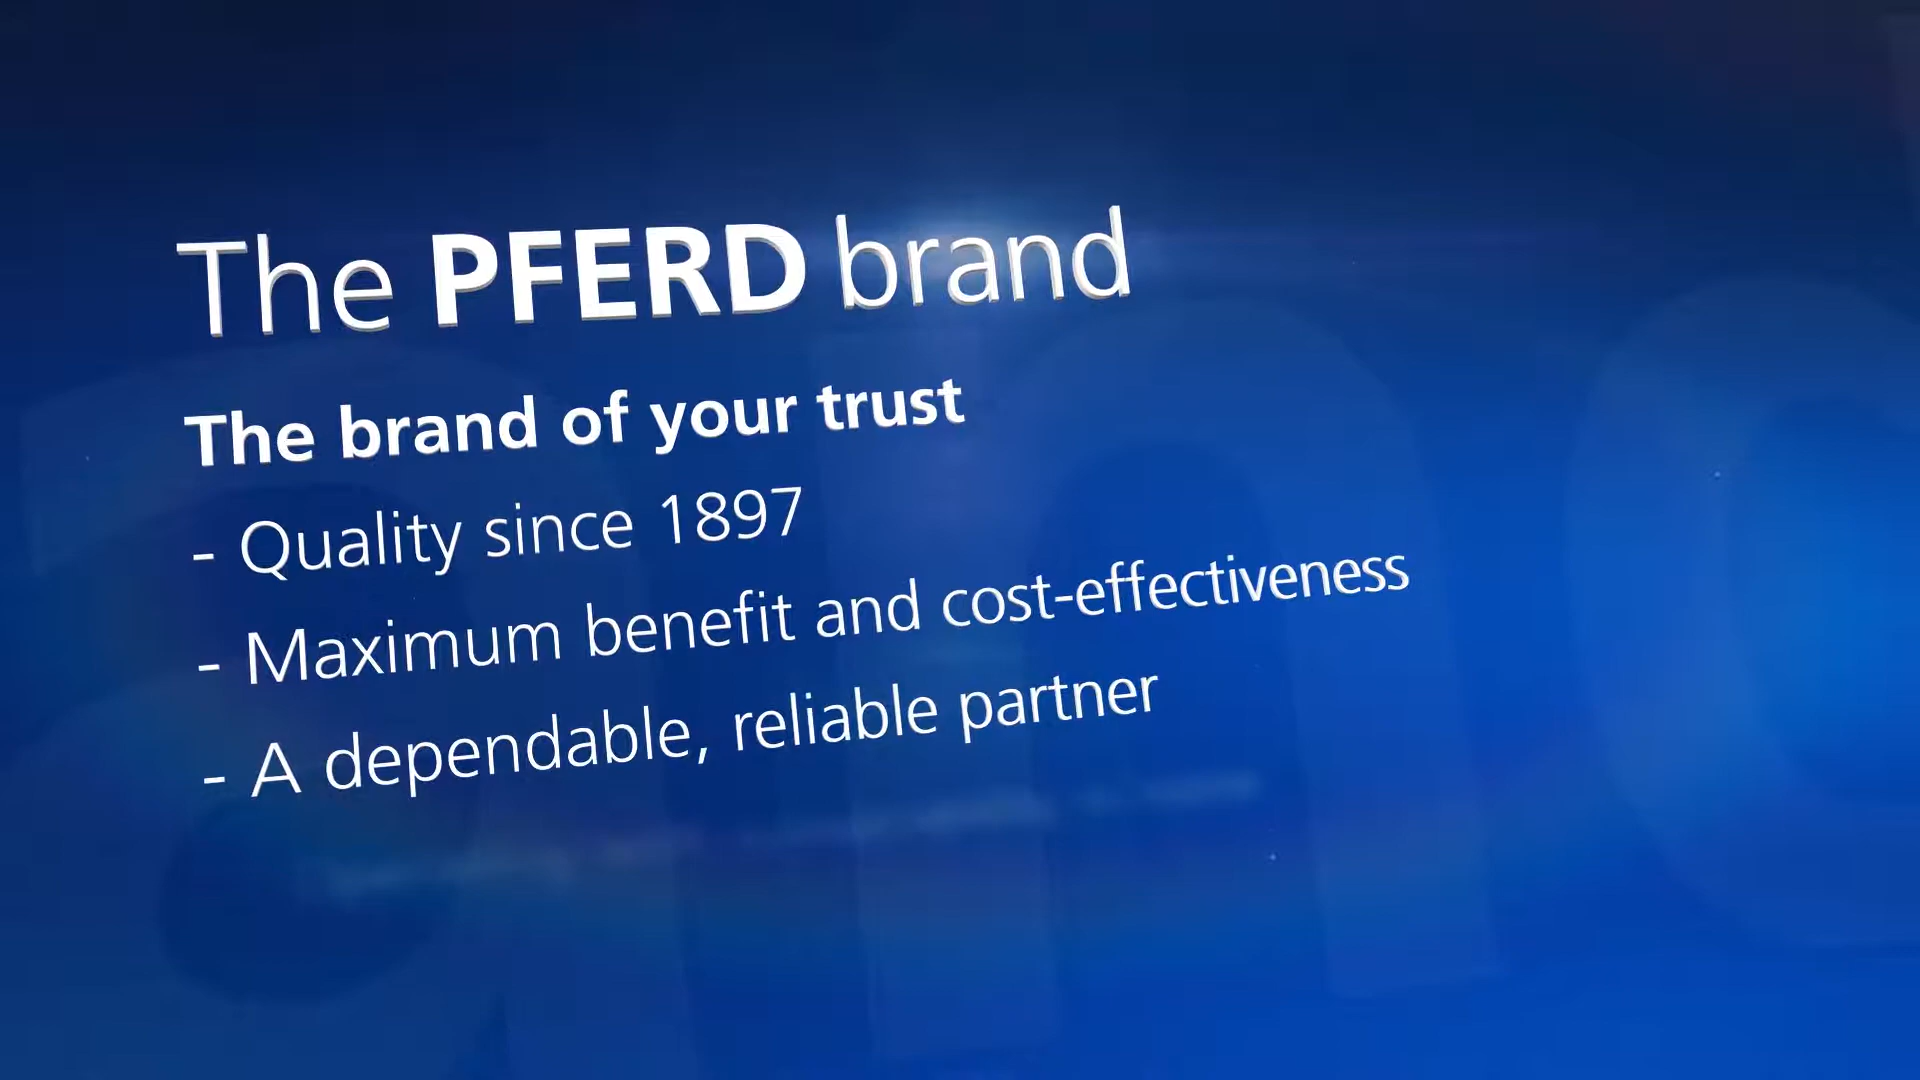 The PFERD brand
The brand of your trust
- Quality since 1897
- Maximum benefit and cost-effectiveness
- A dependable, reliable partner